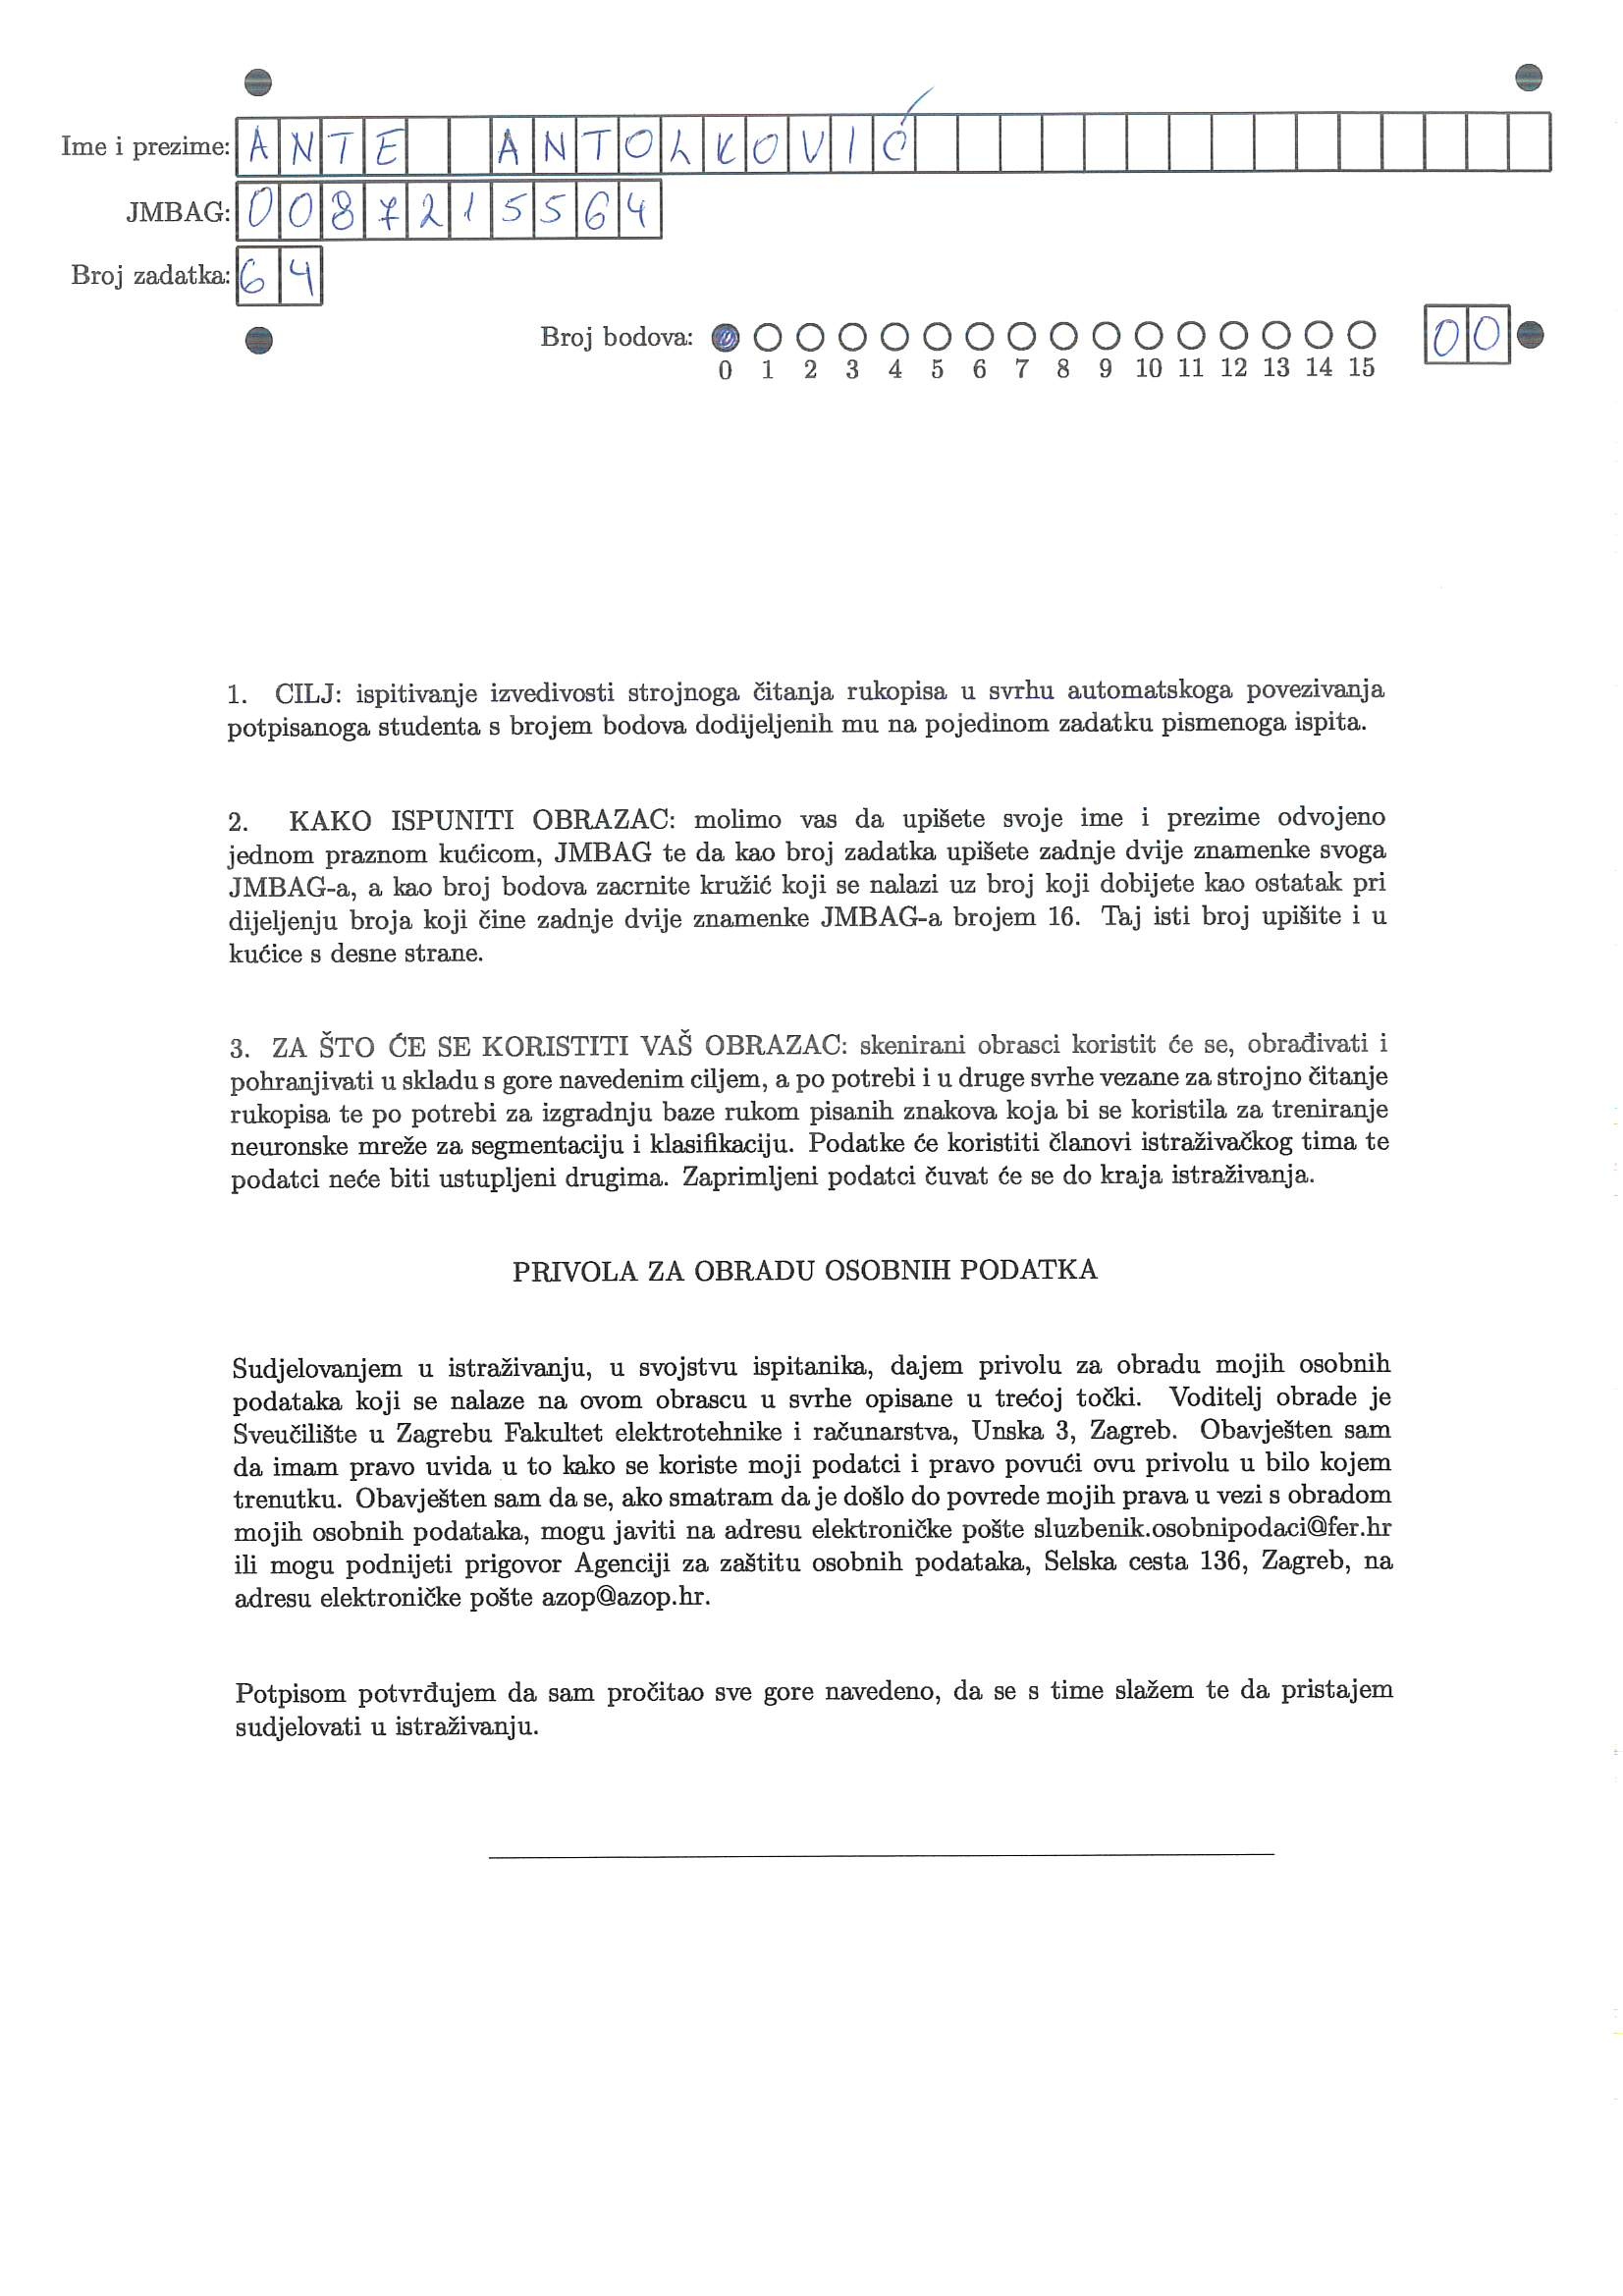 Ime i prezime: ANTE ANTOLKOVIĆ
JMBAG: 0087215564
Broj zadatka: 64
Broj bodova: 00
0 1 2 3 4 5 6 7 8 9 10 11 12 13 14 15
1. CILJ: ispitivanje izvedivosti strojnoga čitanja rukopisa u svrhu automatskoga povezivanja
potpisanoga studenta s brojem bodova dodijeljenih mu na pojedinom zadatku pismenoga ispita.
2. KAKO ISPUNITI OBRAZAC: molimo vas da upišete svoje ime i prezime odvojeno
jednom praznom kućicom, JMBAG te da kao broj zadatka upišete zadnje dvije znamenke svoga
JMBAG-a, a kao broj bodova zacrnite kružić koji se nalazi uz broj koji dobijete kao ostatak pri
dijeljenju broja koji čine zadnje dvije znamenke JMBAG-a brojem 16. Taj isti broj upišite i u
kućice s desne strane.
3. ZA ŠTO ĆE SE KORISTITI VAŠ OBRAZAC: skenirani obrasci koristit će se, obrađivati i
pohranjivati u skladu s gore navedenim ciljem, a po potrebi i u druge svrhe vezane za strojno čitanje
rukopisa te po potrebi za izgradnju baze rukom pisanih znakova koja bi se koristila za treniranje
neuronske mreže za segmentaciju i klasifikaciju. Podatke će koristiti članovi istraživačkog tima te
podatci neće biti ustupljeni drugima. Zaprimljeni podatci čuvat će se do kraja istraživanja.
PRIVOLA ZA OBRADU OSOBNIH PODATKA
Sudjelovanjem u istraživanju, u svojstvu ispitanika, dajem privolu za obradu mojih osobnih
podataka koji se nalaze na ovom obrascu u svrhe opisane u trećoj točki. Voditelj obrade je
Sveučilište u Zagrebu Fakultet elektrotehnike i računarstva, Unska 3, Zagreb. Obavješten sam
da imam pravo uvida u to kako se koriste moji podatci i pravo povući ovu privolu u bilo kojem
trenutku. Obavješten sam da se, ako smatram da je došlo do povrede mojih prava u vezi s obradom
mojih osobnih podataka, mogu javiti na adresu elektroničke pošte sluzbenik.osobnipodaci@fer.hr
ili mogu podnijeti prigovor Agenciji za zaštitu osobnih podataka, Selska cesta 136, Zagreb, na
adresu elektroničke pošte azop@azop.hr.
Potpisom potvrđujem da sam pročitao sve gore navedeno, da se s time slažem te da pristajem
sudjelovati u istraživanju.